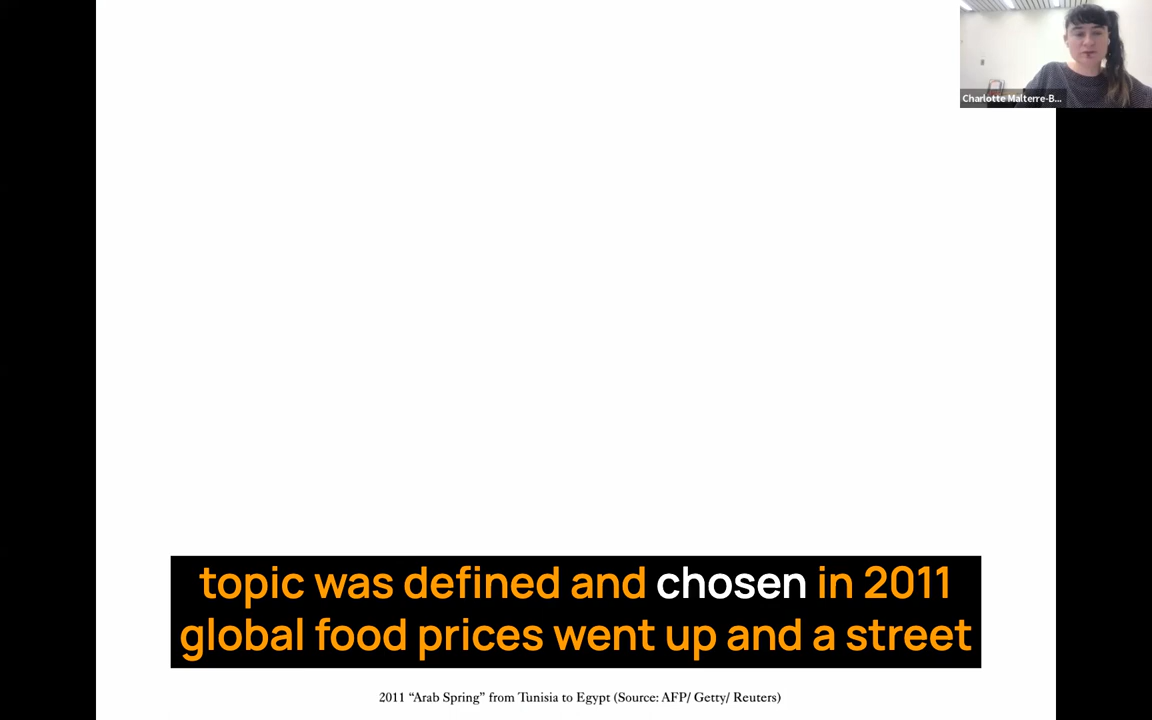 Charlotte Malterre-B...
topic was defined and chosen in 2011
global food prices went up and a street
2011 “Arab Spring” from Tunisia to Egypt (Source: AFP/ Getty/ Reuters)